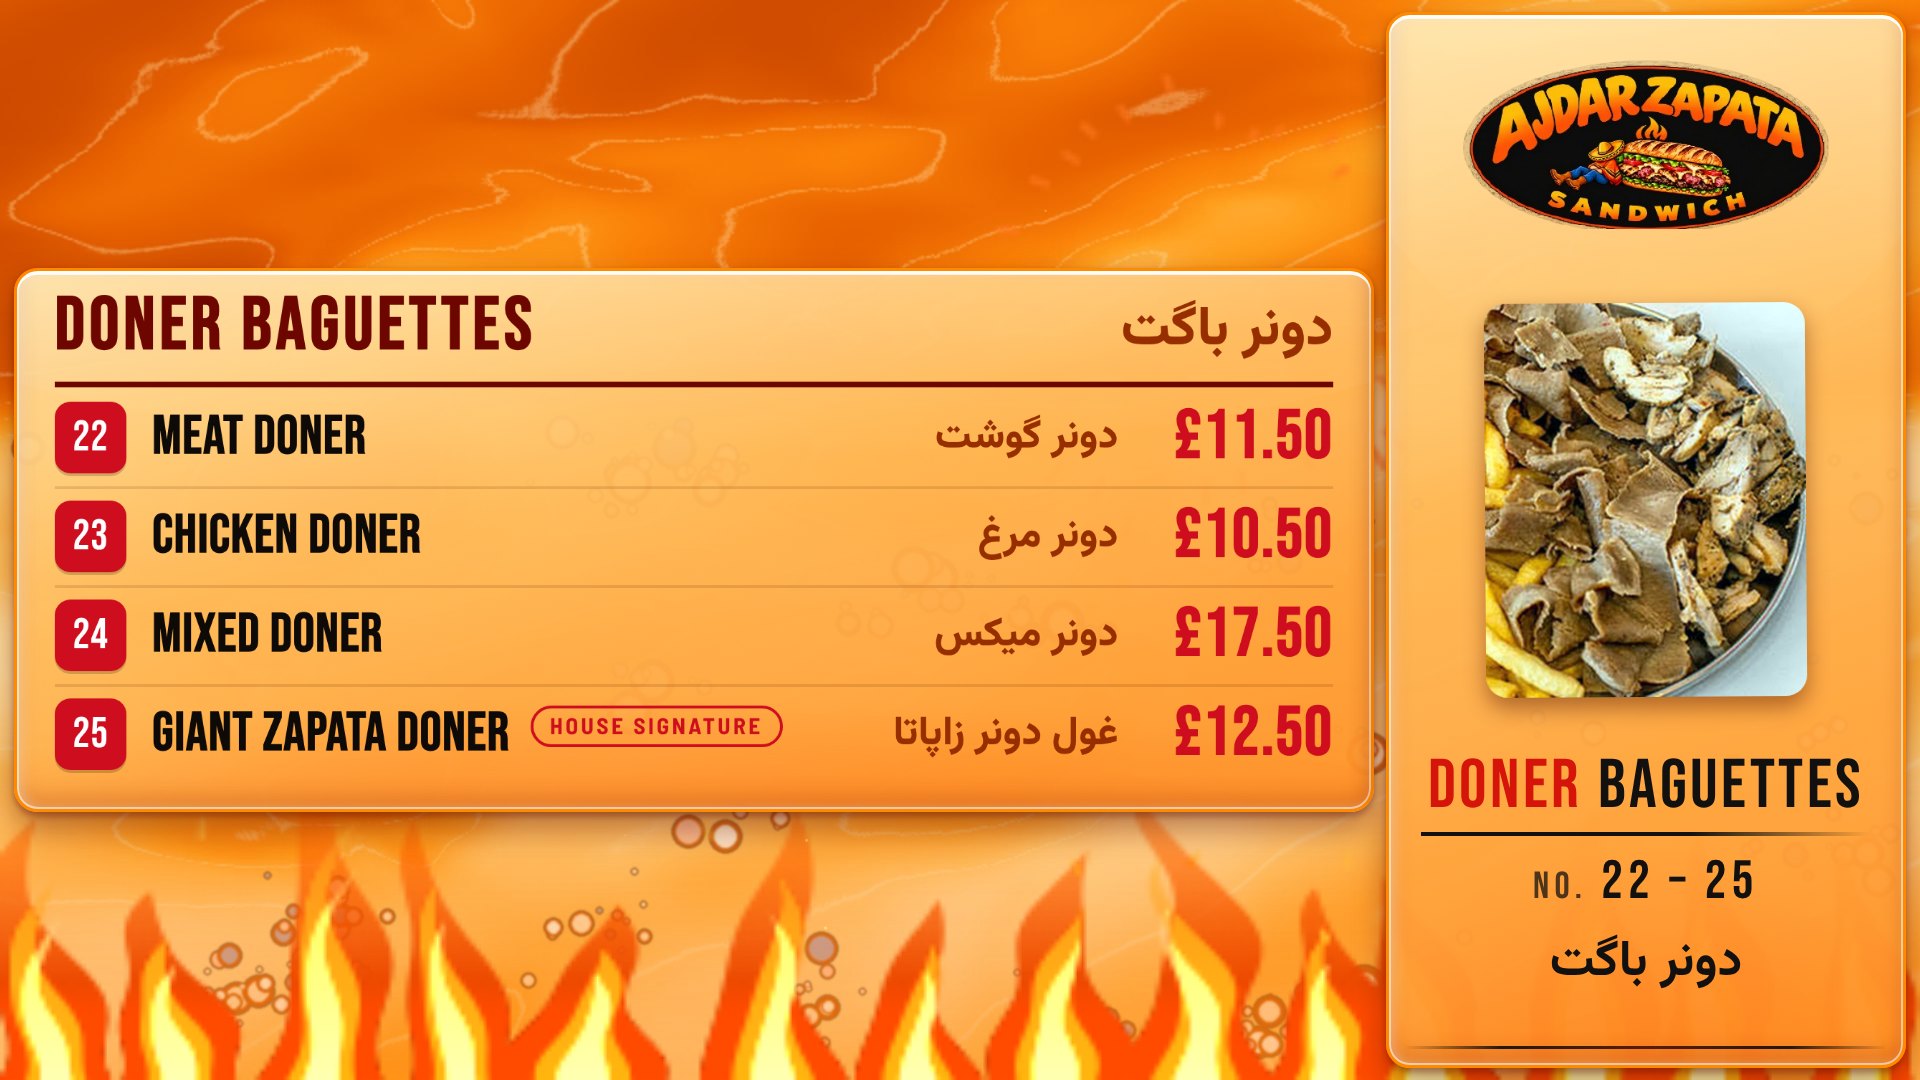 DONER BAGUETTES دونر باگت
22 MEAT DONER دونر گوشت £11.50
23 CHICKEN DONER دونر مرغ £10.50
24 MIXED DONER دونر میکس £17.50
25 GIANT ZAPATA DONER HOUSE SIGNATURE غول دونر زاپاتا £12.50
AJDAR ZAPATA
SANDWICH
DONER BAGUETTES
NO. 22 – 25
دونر باگت